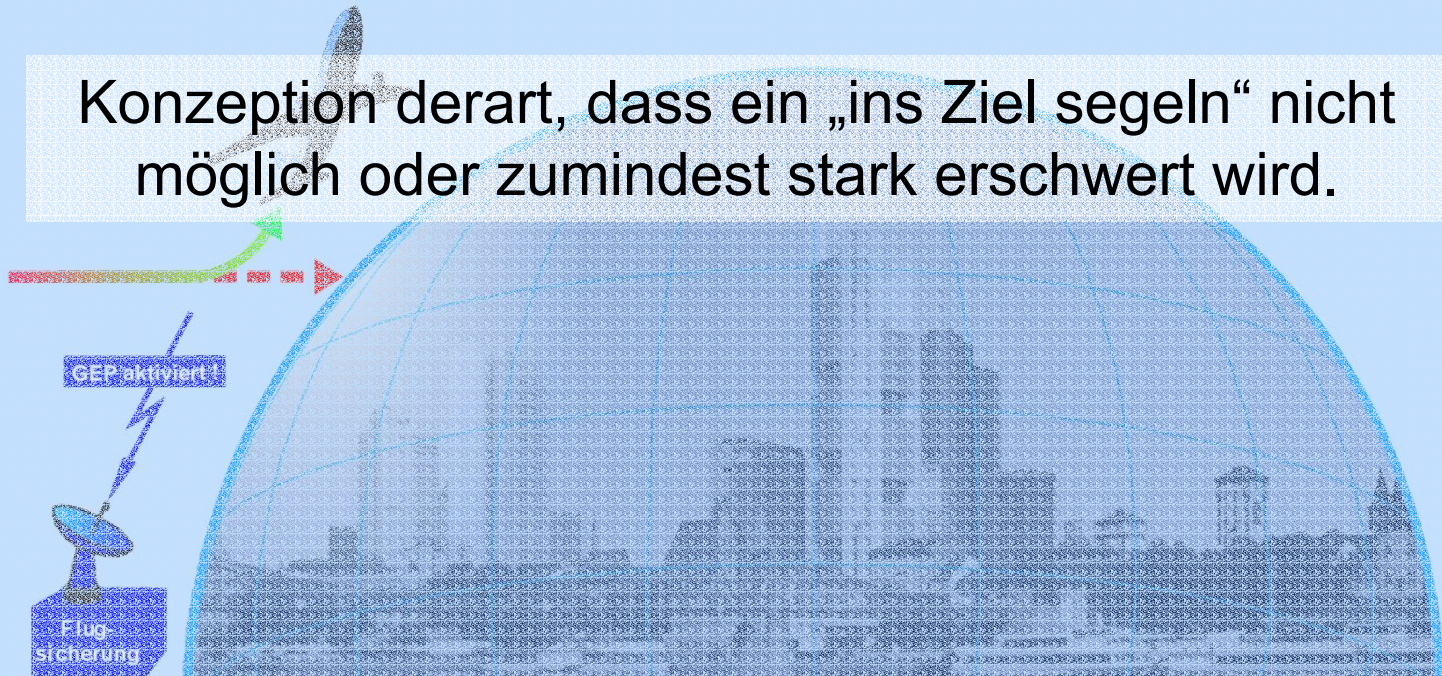 Konzeption derart, dass ein „ins Ziel segeln“ nicht
möglich oder zumindest stark erschwert wird.
GEP aktiviert !
Flug-
sicherung